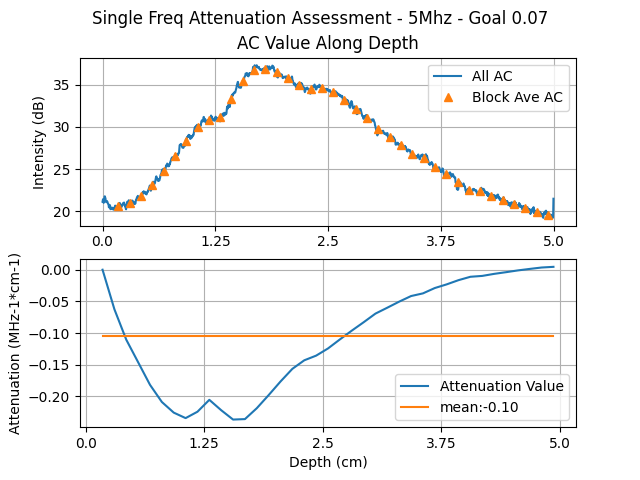 Single Freq Attenuation Assessment - 5Mhz - Goal 0.07
AC Value Along Depth
Intensity (dB)
35
30
25
20
All AC
Block Ave AC
0.0 1.25 2.5 3.75 5.0
Attenuation (MHz-1*cm-1)
0.00
−0.05
−0.10
−0.15
−0.20
Attenuation Value
mean:-0.10
0.0 1.25 2.5 3.75 5.0
Depth (cm)